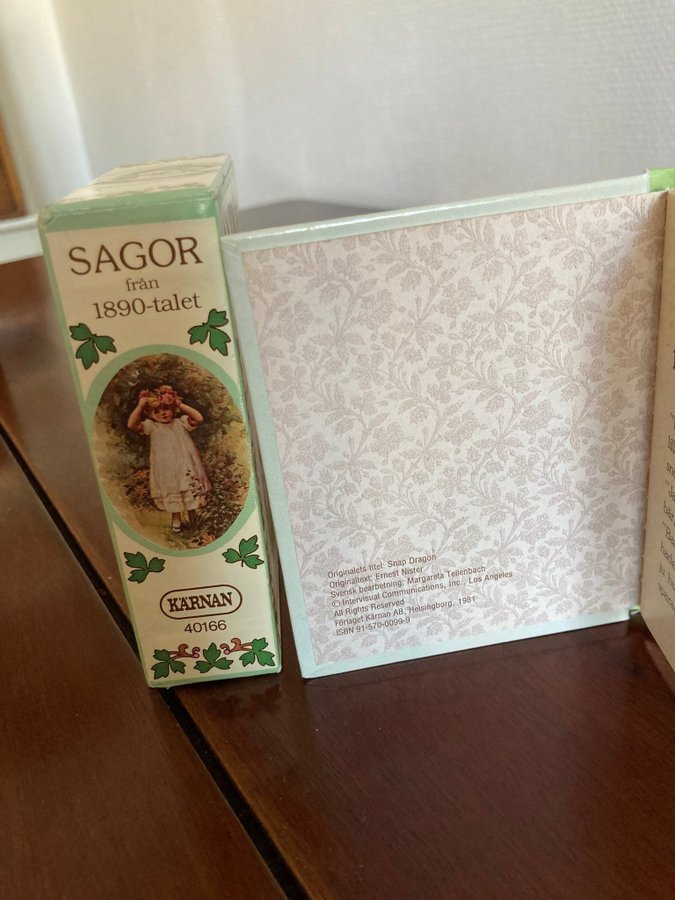 SAGOR
från
1890-talet
KÄRNAN
40166
Originalets titel: Snap Dragon
Originaltext: Ernest Nister
Svensk bearbetning: Margareta Tellenbach
© Intervisual Communications, Inc., Los Angeles
All Rights Reserved
Förlaget Kärnan AB, Helsingborg, 1981
ISBN 91-570-0099-9